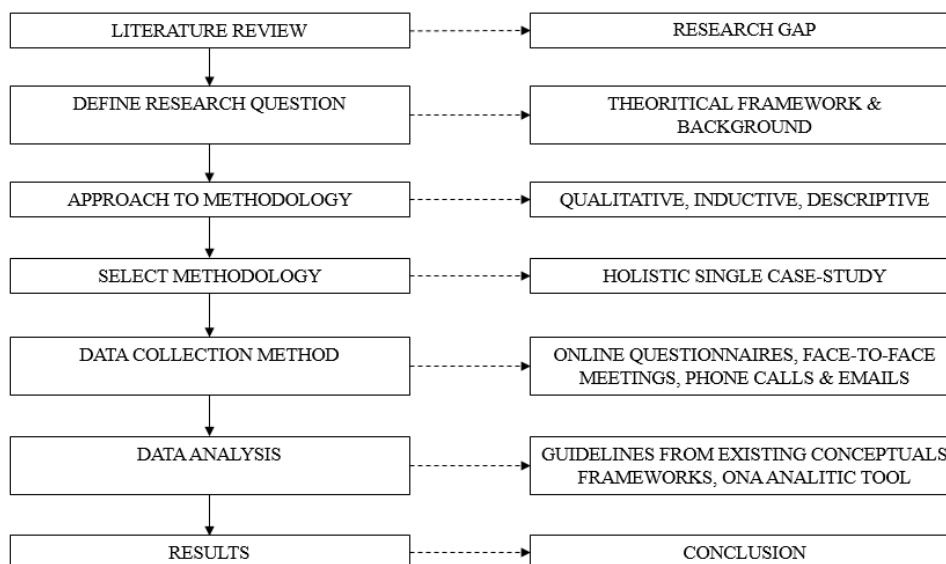 LITERATURE REVIEW
RESEARCH GAP
DEFINE RESEARCH QUESTION
THEORITICAL FRAMEWORK &
BACKGROUND
APPROACH TO METHODOLOGY
QUALITATIVE, INDUCTIVE, DESCRIPTIVE
SELECT METHODOLOGY
HOLISTIC SINGLE CASE-STUDY
DATA COLLECTION METHOD
ONLINE QUESTIONNAIRES, FACE-TO-FACE
MEETINGS, PHONE CALLS & EMAILS
DATA ANALYSIS
GUIDELINES FROM EXISTING CONCEPTUALS
FRAMEWORKS, ONA ANALITIC TOOL
RESULTS
CONCLUSION